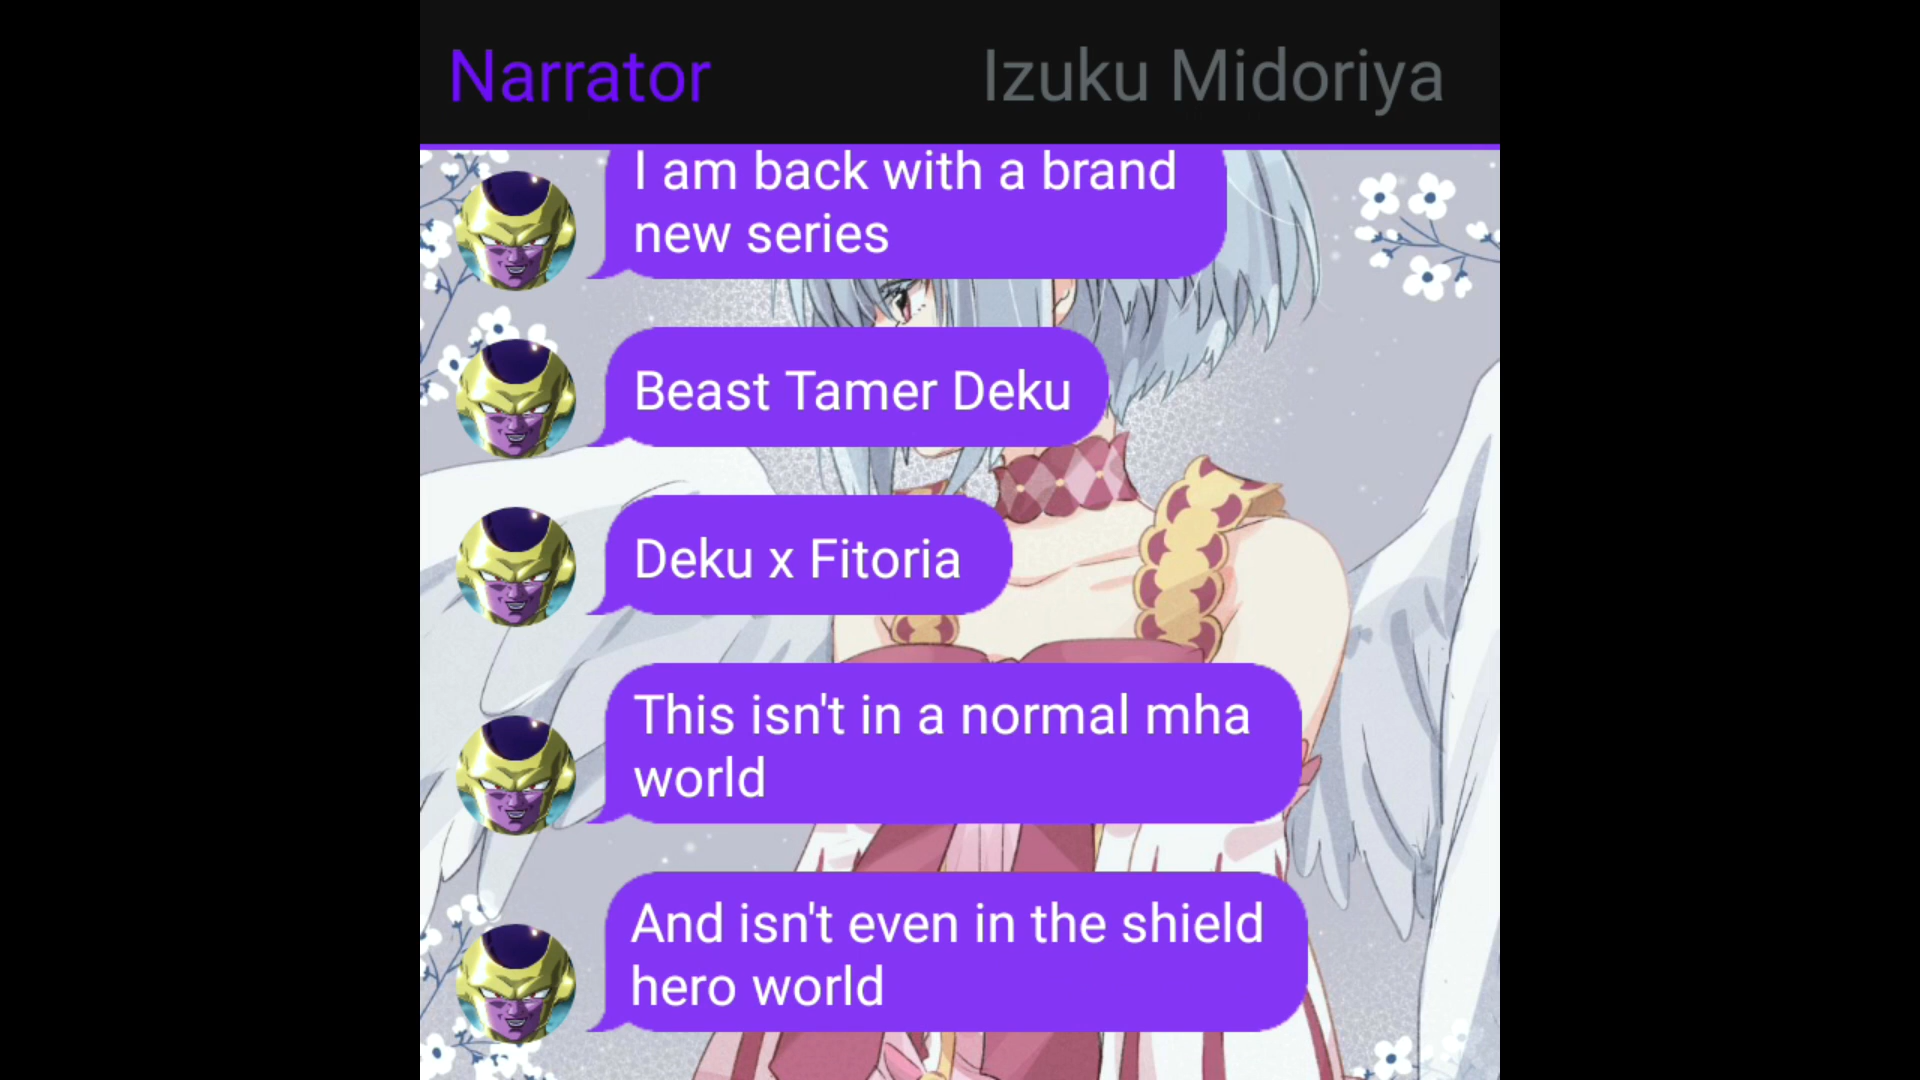 Narrator
Izuku Midoriya
I am back with a brand
new series
Beast Tamer Deku
Deku x Fitoria
This isn't in a normal mha
world
And isn't even in the shield
hero world